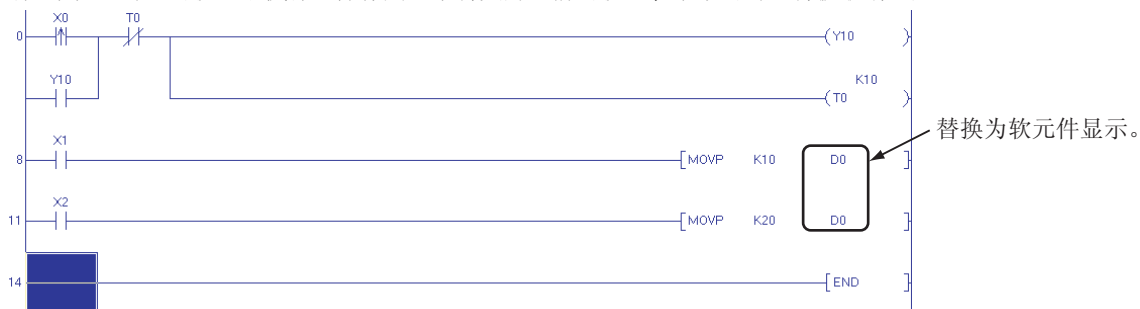 X0 T0
0 (Y10 )
Y10 K10
(T0 )
替换为软元件显示。
X1
8 [MOVP K10 D0 ]
X2
11 [MOVP K20 D0 ]
14 [END ]